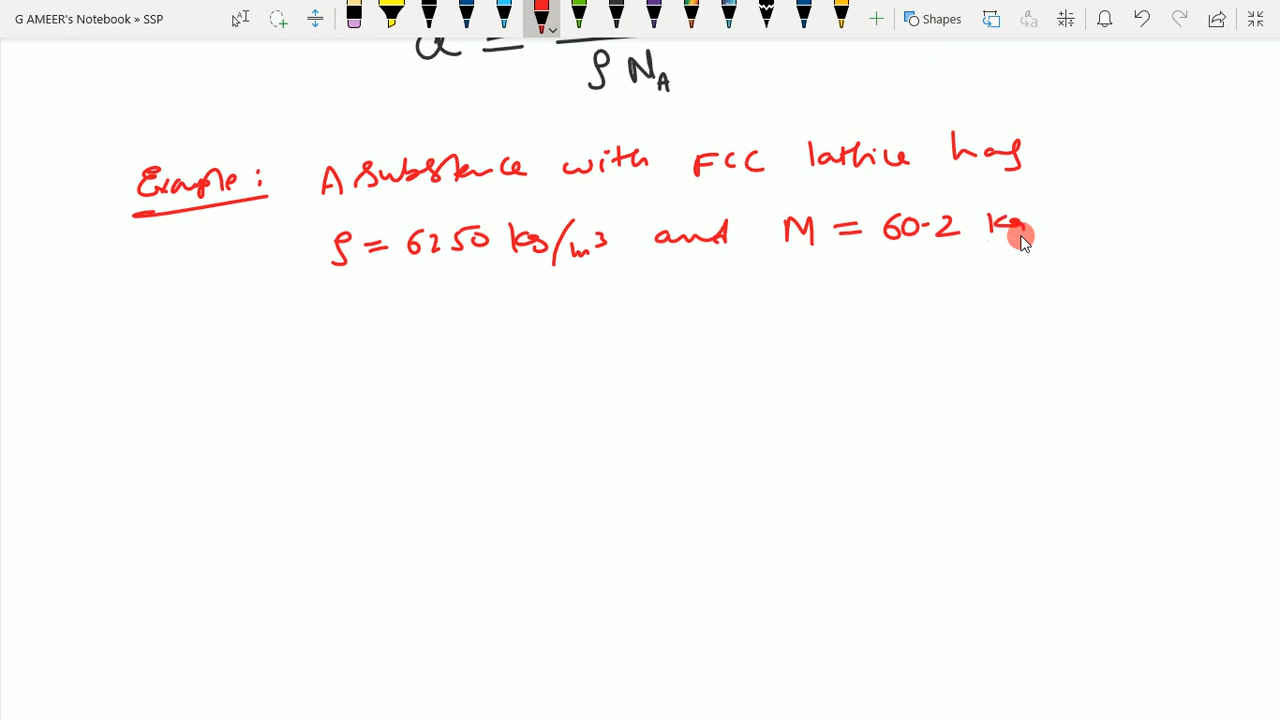 G AMEER's Notebook » SSP
Shapes
a =
ρ N_A
Example: A substance with FCC lattice has
ρ = 6250 kg/m³ and M = 60.2 kg